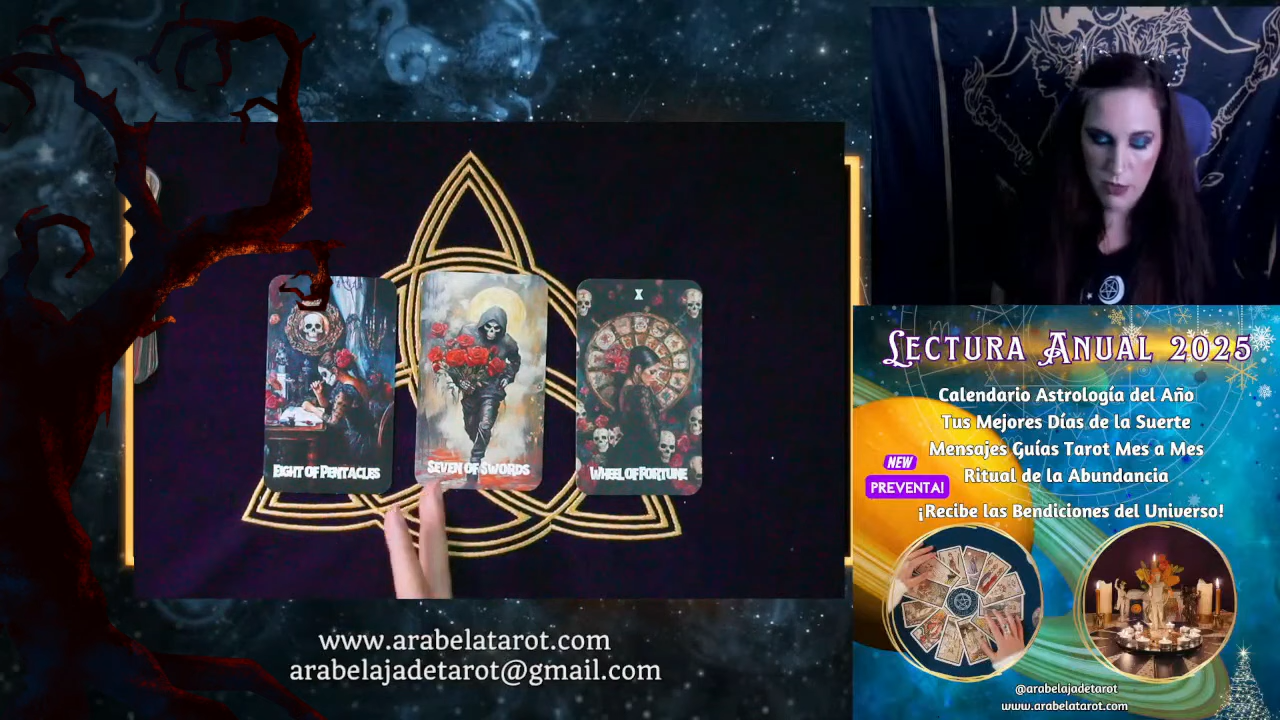 X
EIGHT OF PENTACLES
SEVEN OF SWORDS
WHEEL OF FORTUNE
www.arabelatarot.com
arabelajadetarot@gmail.com
LECTURA ANUAL 2025
Calendario Astrología del Año
Tus Mejores Días de la Suerte
Mensajes Guías Tarot Mes a Mes
NEW
PREVENTA!
Ritual de la Abundancia
¡Recibe las Bendiciones del Universo!
@arabelajadetarot
www.arabelatarot.com